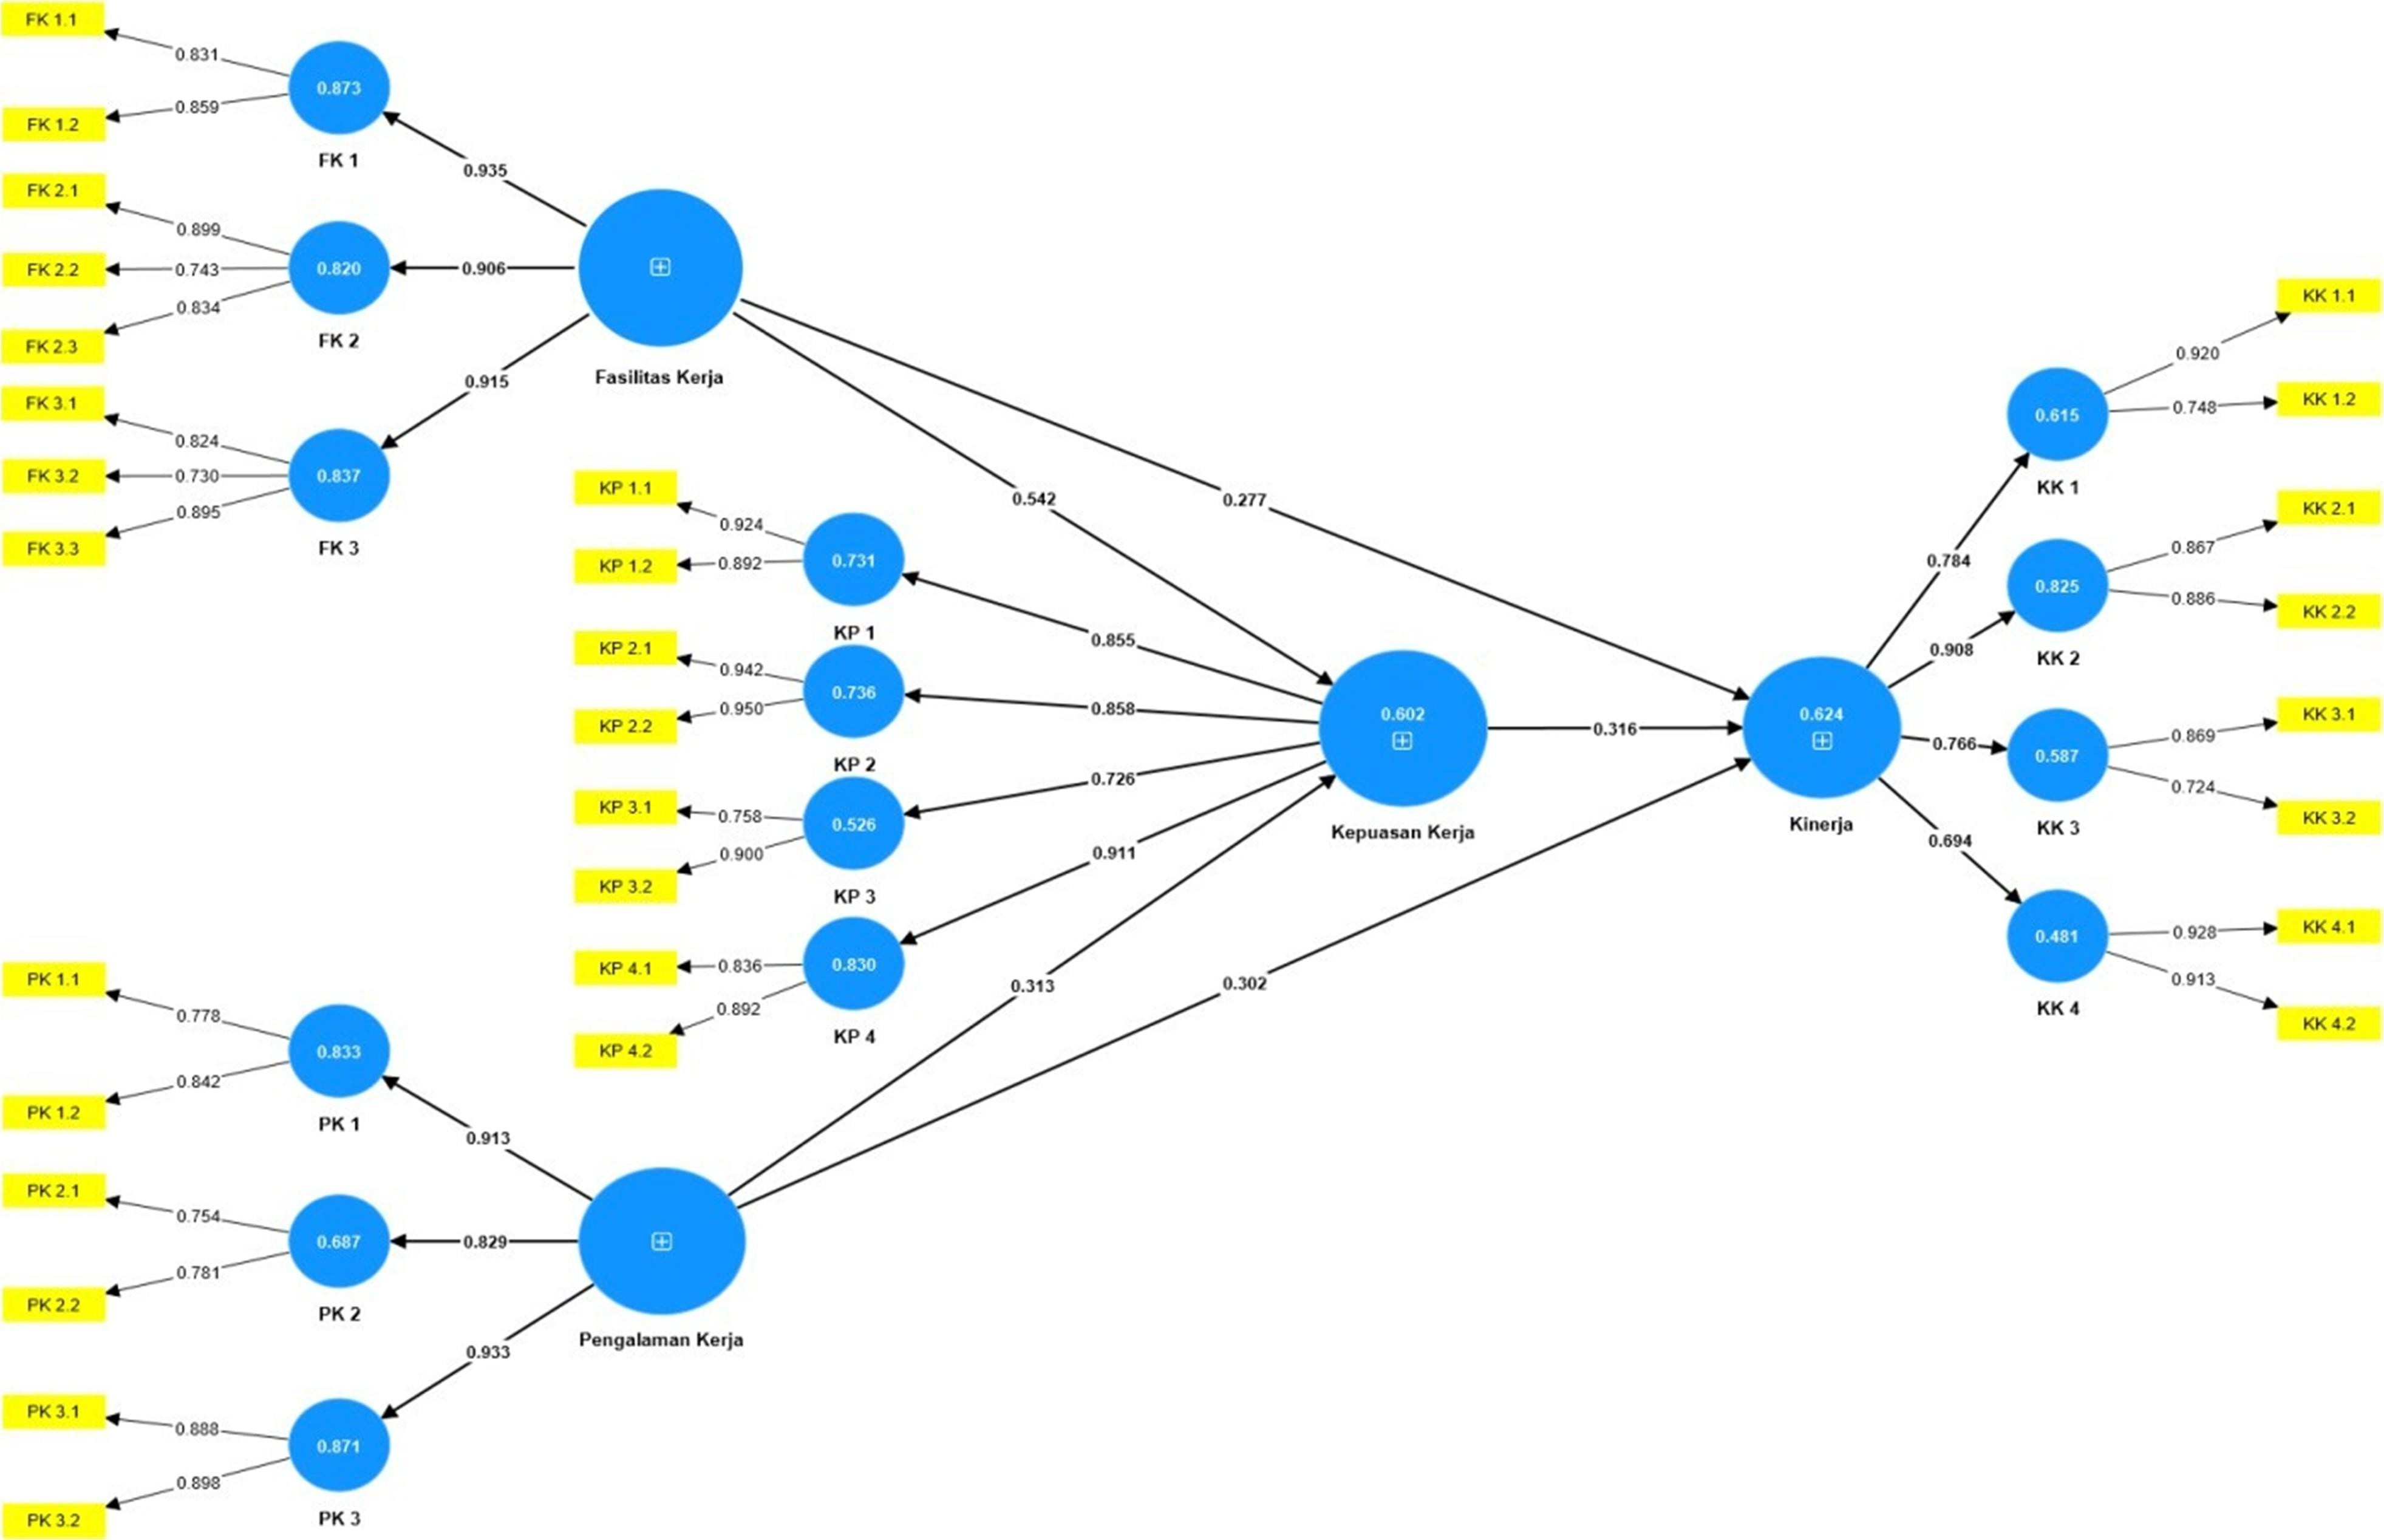 FK 1.1
0.831
0.873
0.859
FK 1.2
FK 1
0.935
FK 2.1
0.899
FK 2.2
0.743
0.820
0.906
0.834
FK 2.3
FK 2
Fasilitas Kerja
0.915
FK 3.1
0.824
FK 3.2
0.730
0.837
0.895
FK 3.3
FK 3
0.542
0.277
KP 1.1
0.924
KP 1.2
0.892
0.731
KP 1
0.855
KP 2.1
0.942
0.736
0.858
0.950
KP 2.2
KP 2
0.726
KP 3.1
0.758
0.526
0.900
KP 3.2
KP 3
0.911
KP 4.1
0.836
0.830
0.892
KP 4.2
KP 4
0.602
Kepuasan Kerja
0.316
0.624
Kinerja
0.313
0.302
KK 1.1
0.920
0.615
0.748
KK 1.2
KK 1
0.784
KK 2.1
0.867
0.825
0.886
KK 2.2
KK 2
0.908
KK 3.1
0.869
0.766
0.587
0.724
KK 3.2
KK 3
0.694
0.481
0.928
KK 4.1
0.913
KK 4
KK 4.2
PK 1.1
0.778
0.833
0.842
PK 1.2
PK 1
0.913
PK 2.1
0.754
0.687
0.829
0.781
PK 2.2
PK 2
Pengalaman Kerja
0.933
PK 3.1
0.888
0.871
0.898
PK 3.2
PK 3